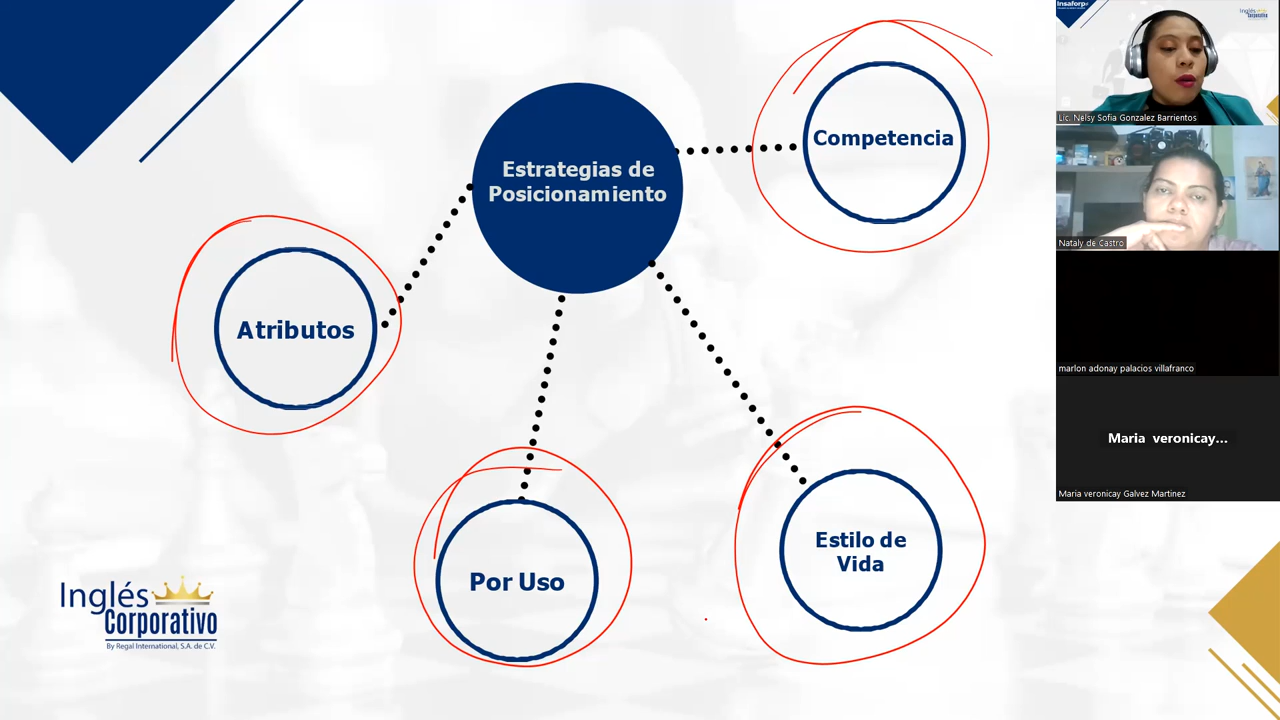 Estrategias de
Posicionamiento
Competencia
Atributos
Por Uso
Estilo de
Vida
Inglés
Corporativo
By Regal International, S.A. de C.V.
Insaforp
Lic. Nelsy Sofia Gonzalez Barrientos
Nataly de Castro
marlon adonay palacios villafranco
Maria veronicay...
Maria veronicay Galvez Martinez